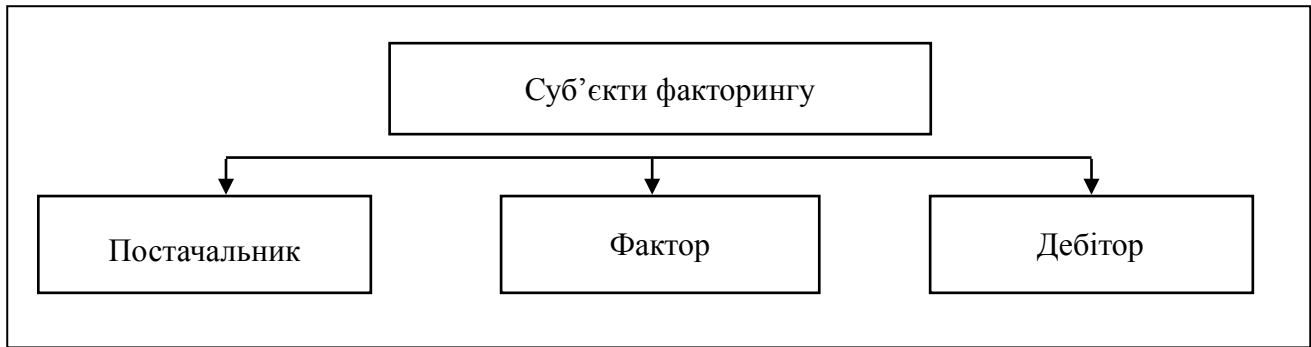 Суб’єкти факторингу
Постачальник
Фактор
Дебітор